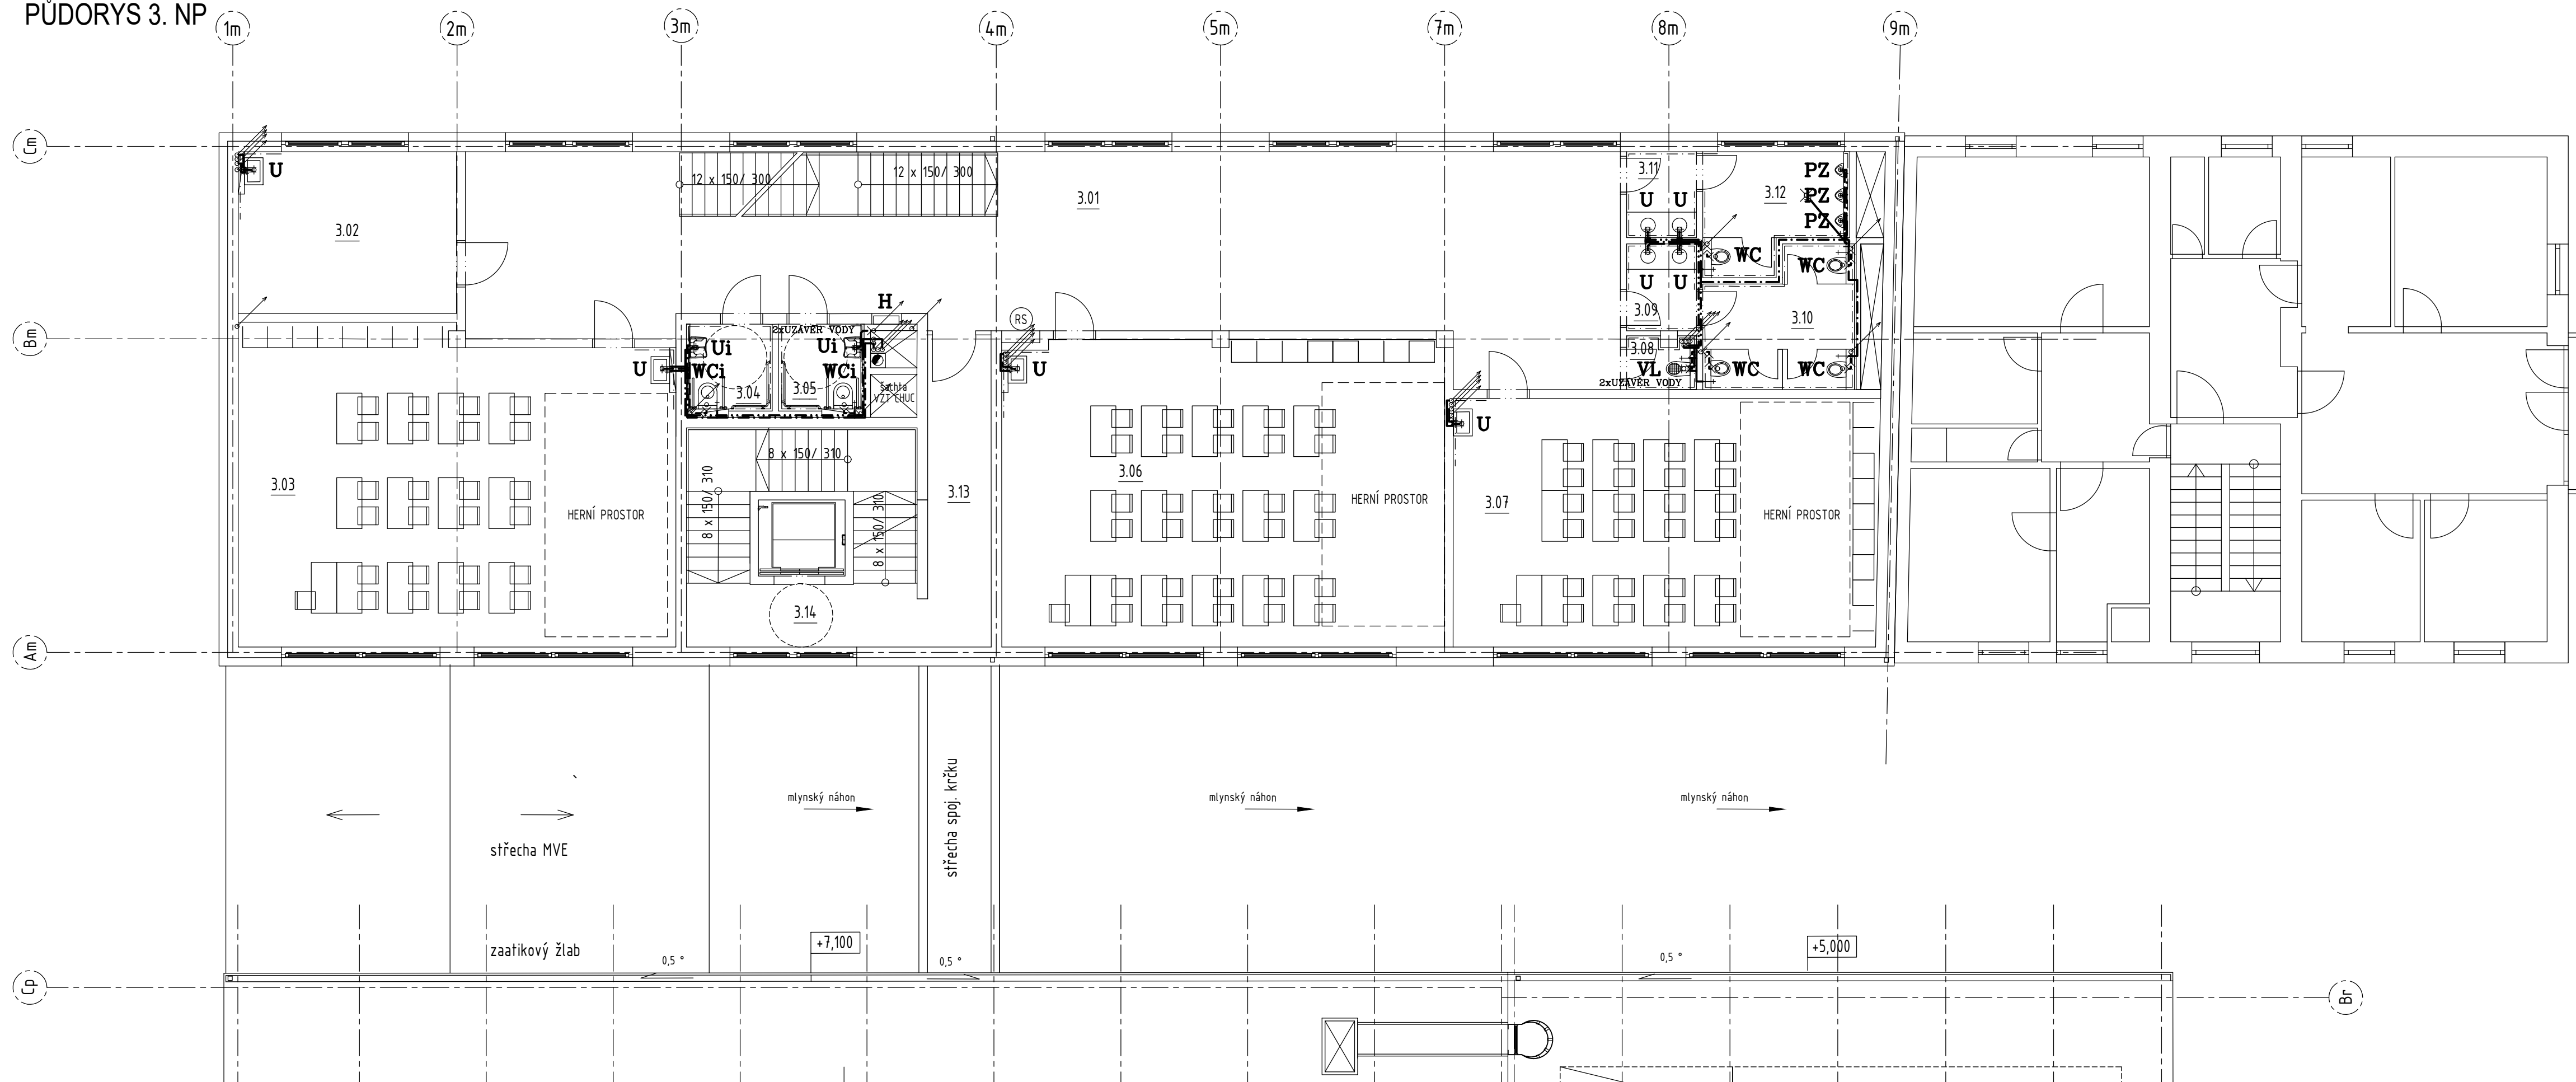 PŮDORYS 3. NP
1m
2m
3m
4m
5m
7m
8m
9m
Cm
U
12 x 150/ 300
12 x 150/ 300
3.01
3.02
3.11
U U
3.12
PZ
PZ
PZ
WC
WC
U U
3.09
3.10
3.08
VL
WC
WC
2xUZÁVĚR VODY
Bm
H
RS
2xUZÁVĚR VODY
Ui
Ui
U
WCi
WCi
3.04
3.05
Šachta
VZT CHUC
U
U
8 x 150/ 310
8 x 150/ 310
8 x 150/ 310
3.03
HERNÍ PROSTOR
3.13
3.06
HERNÍ PROSTOR
3.07
HERNÍ PROSTOR
3.14
Am
mlynský náhon
mlynský náhon
mlynský náhon
střecha MVE
střecha spoj. krčku
zaatikový žlab
+7,100
+5,000
0,5 °
0,5 °
0,5 °
Cp
Br